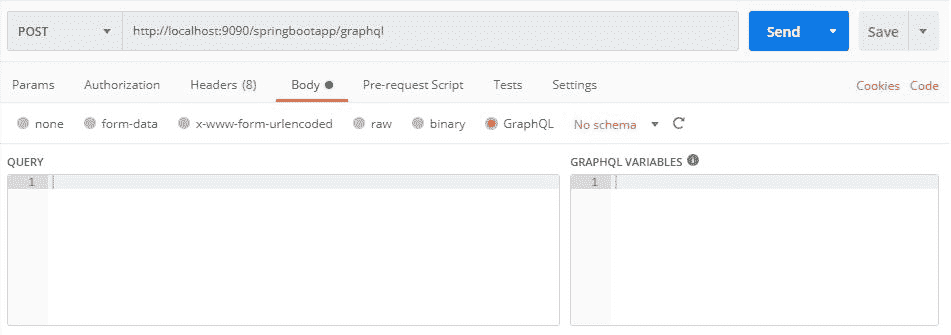 POST http://localhost:9090/springbootapp/graphql Send Save
Params Authorization Headers (8) Body Pre-request Script Tests Settings Cookies Code
none form-data x-www-form-urlencoded raw binary GraphQL No schema
QUERY GRAPHQL VARIABLES
1 1